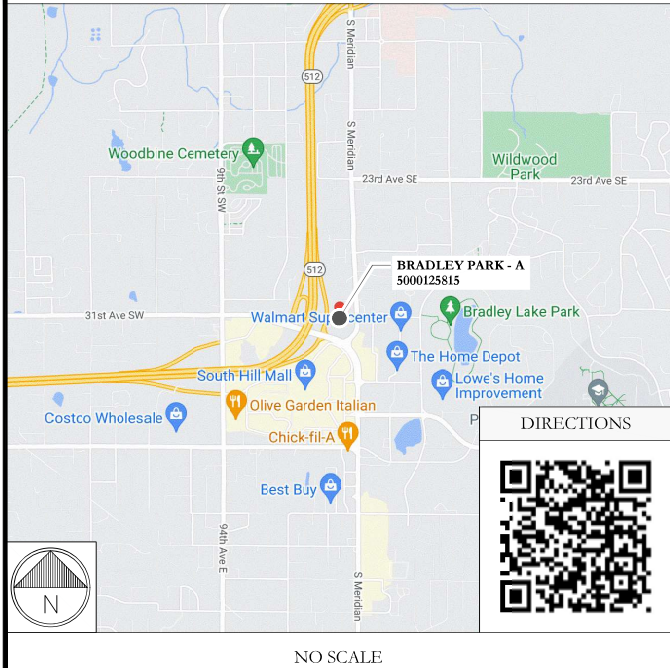 S Meridian
512
Woodbine Cemetery
9th St SW
S Meridian
Wildwood
Park
23rd Ave SE
23rd Ave SE
512
BRADLEY PARK - A
5000125815
31st Ave SW
Walmart Sup center
Bradley Lake Park
The Home Depot
South Hill Mall
Lowe's Home
Improvement
Olive Garden Italian
Costco Wholesale
Chick-fil-A
P
DIRECTIONS
Best Buy
94th Ave E
S Meridian
N
NO SCALE